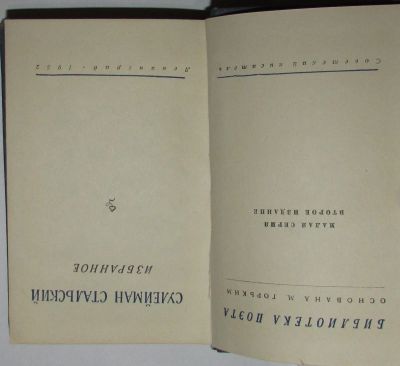 БИБЛИОТЕКА ПОЭТА
ОСНОВАНА М. ГОРЬКИМ
МАЛАЯ СЕРИЯ
ВТОРОЕ ИЗДАНИЕ
Советский писатель
СУЛЕЙМАН СТАЛЬСКИЙ
ИЗБРАННОЕ
Ленинград · 1952